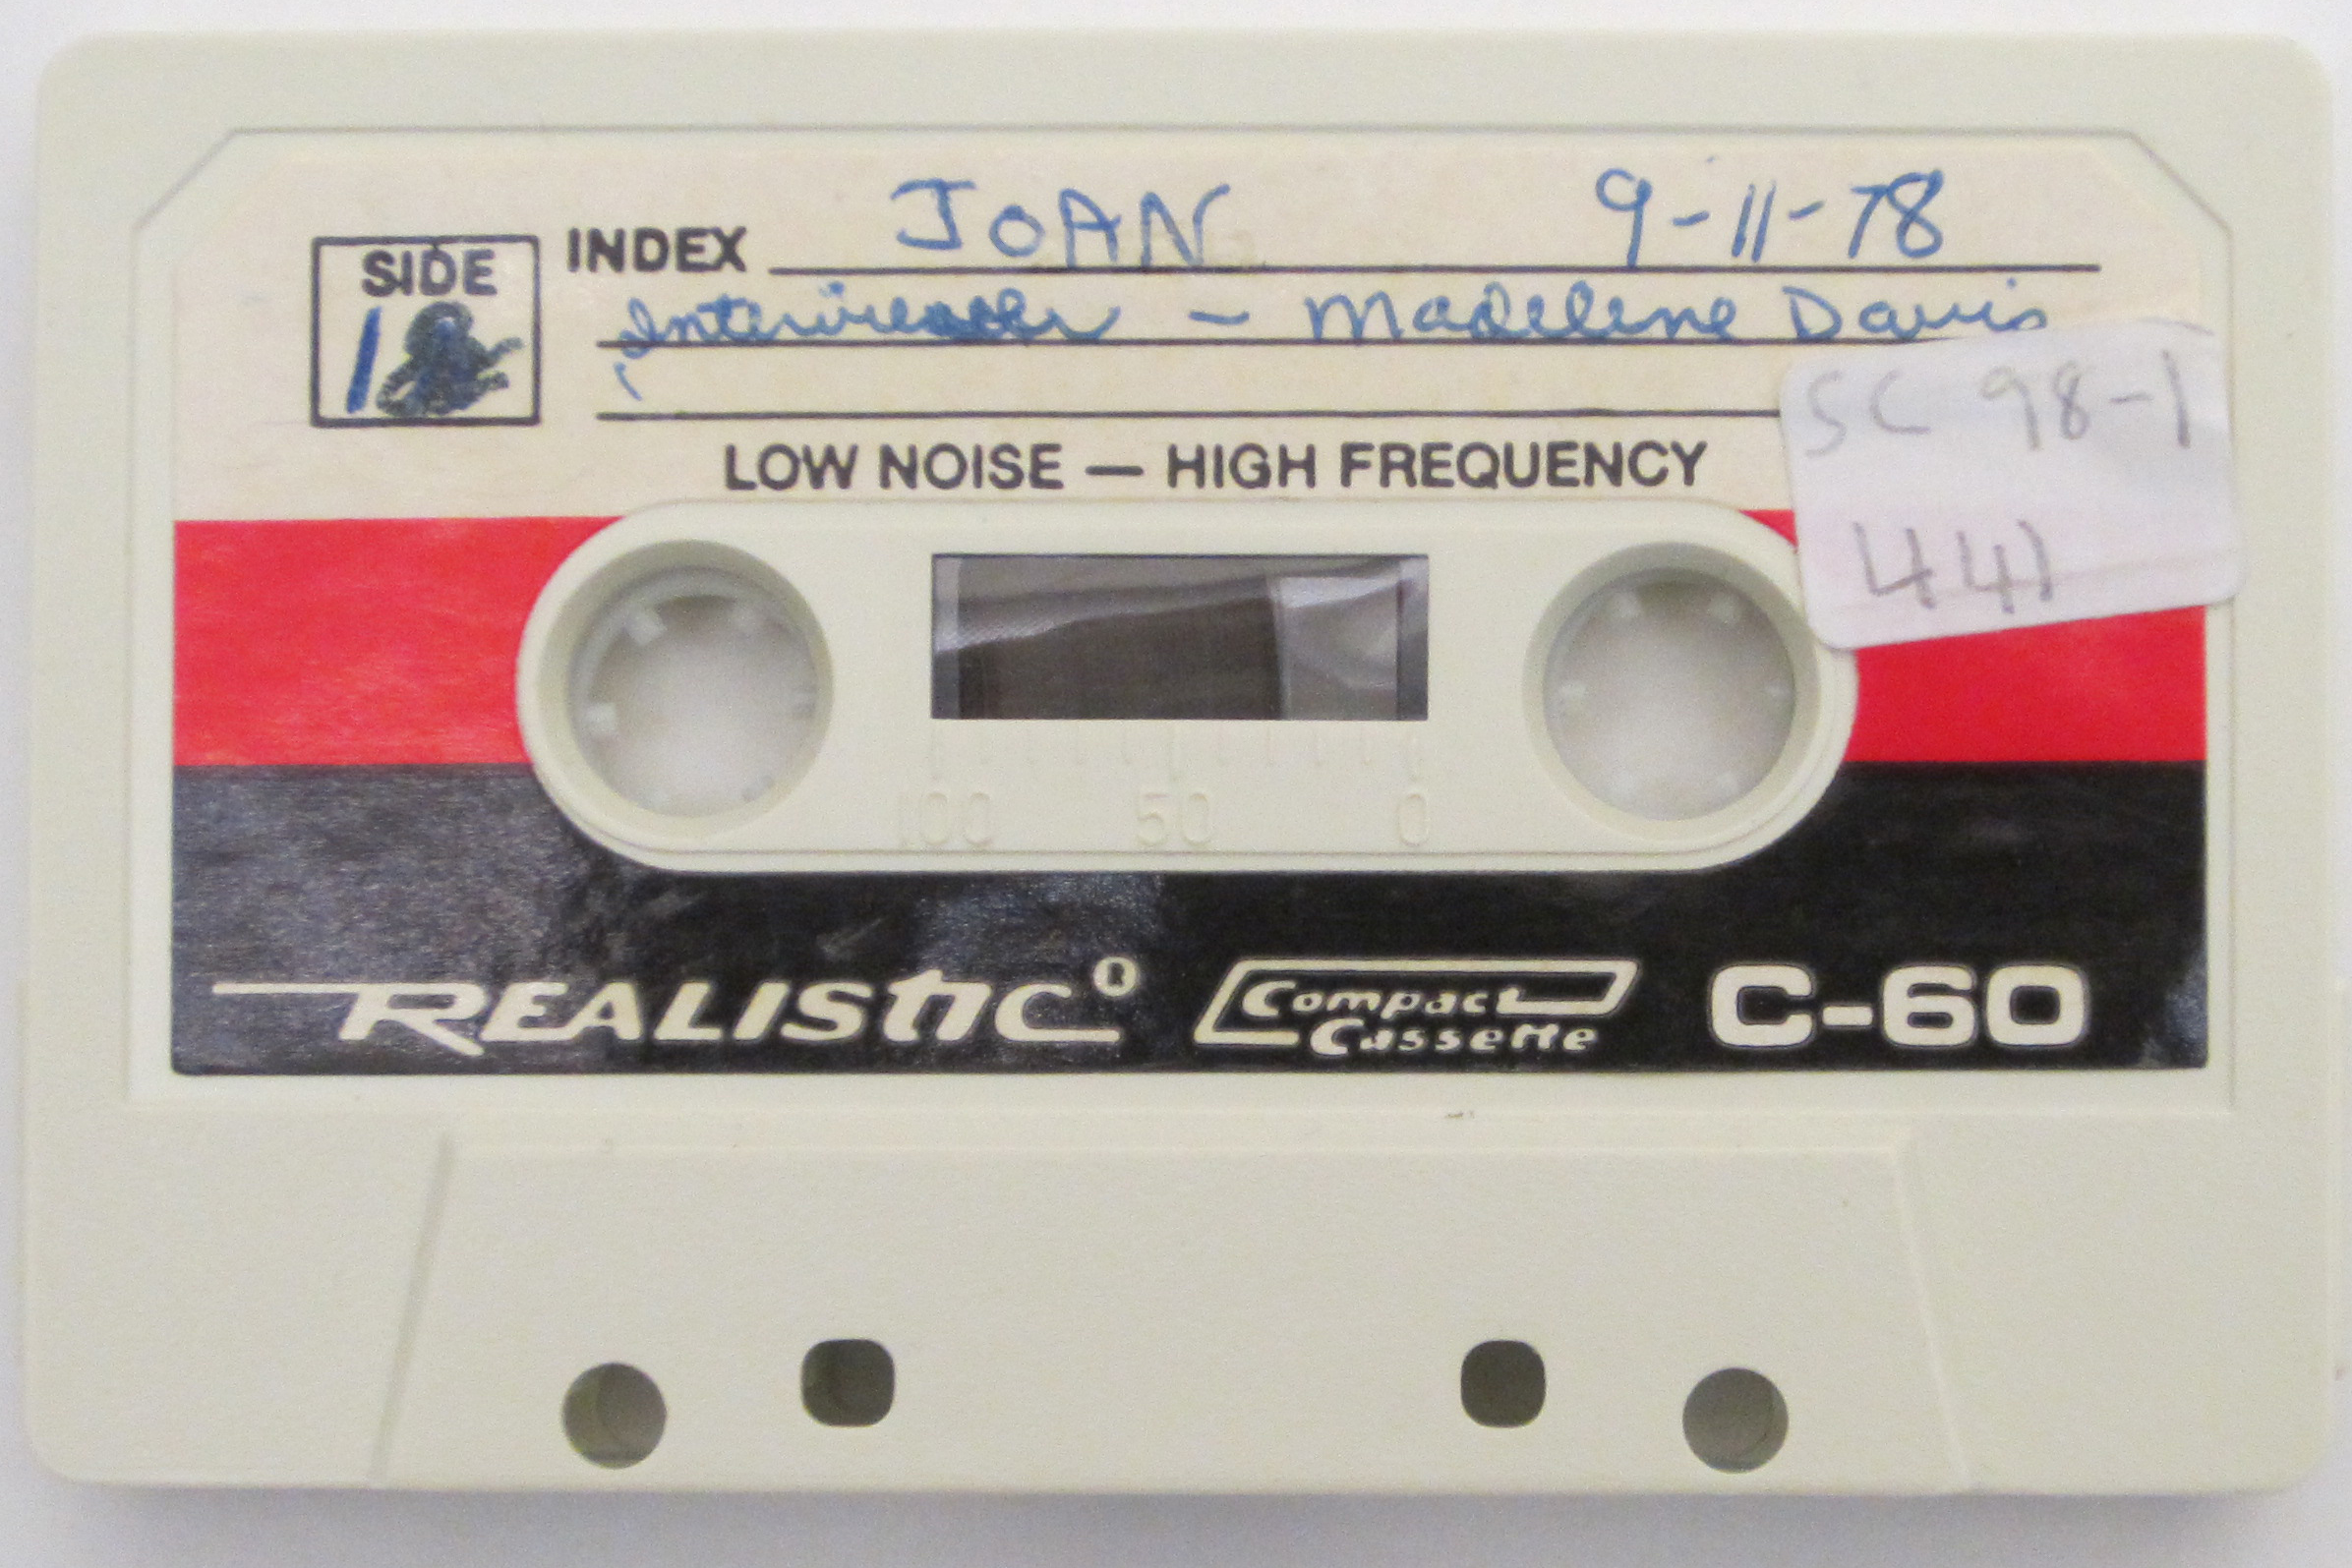 JOAN 9-11-78
SIDE INDEX
1 Interviewer - Madeline Davis
SC 98-1
441
LOW NOISE — HIGH FREQUENCY
100 50 0
REALISTIC® Compact Cassette C-60